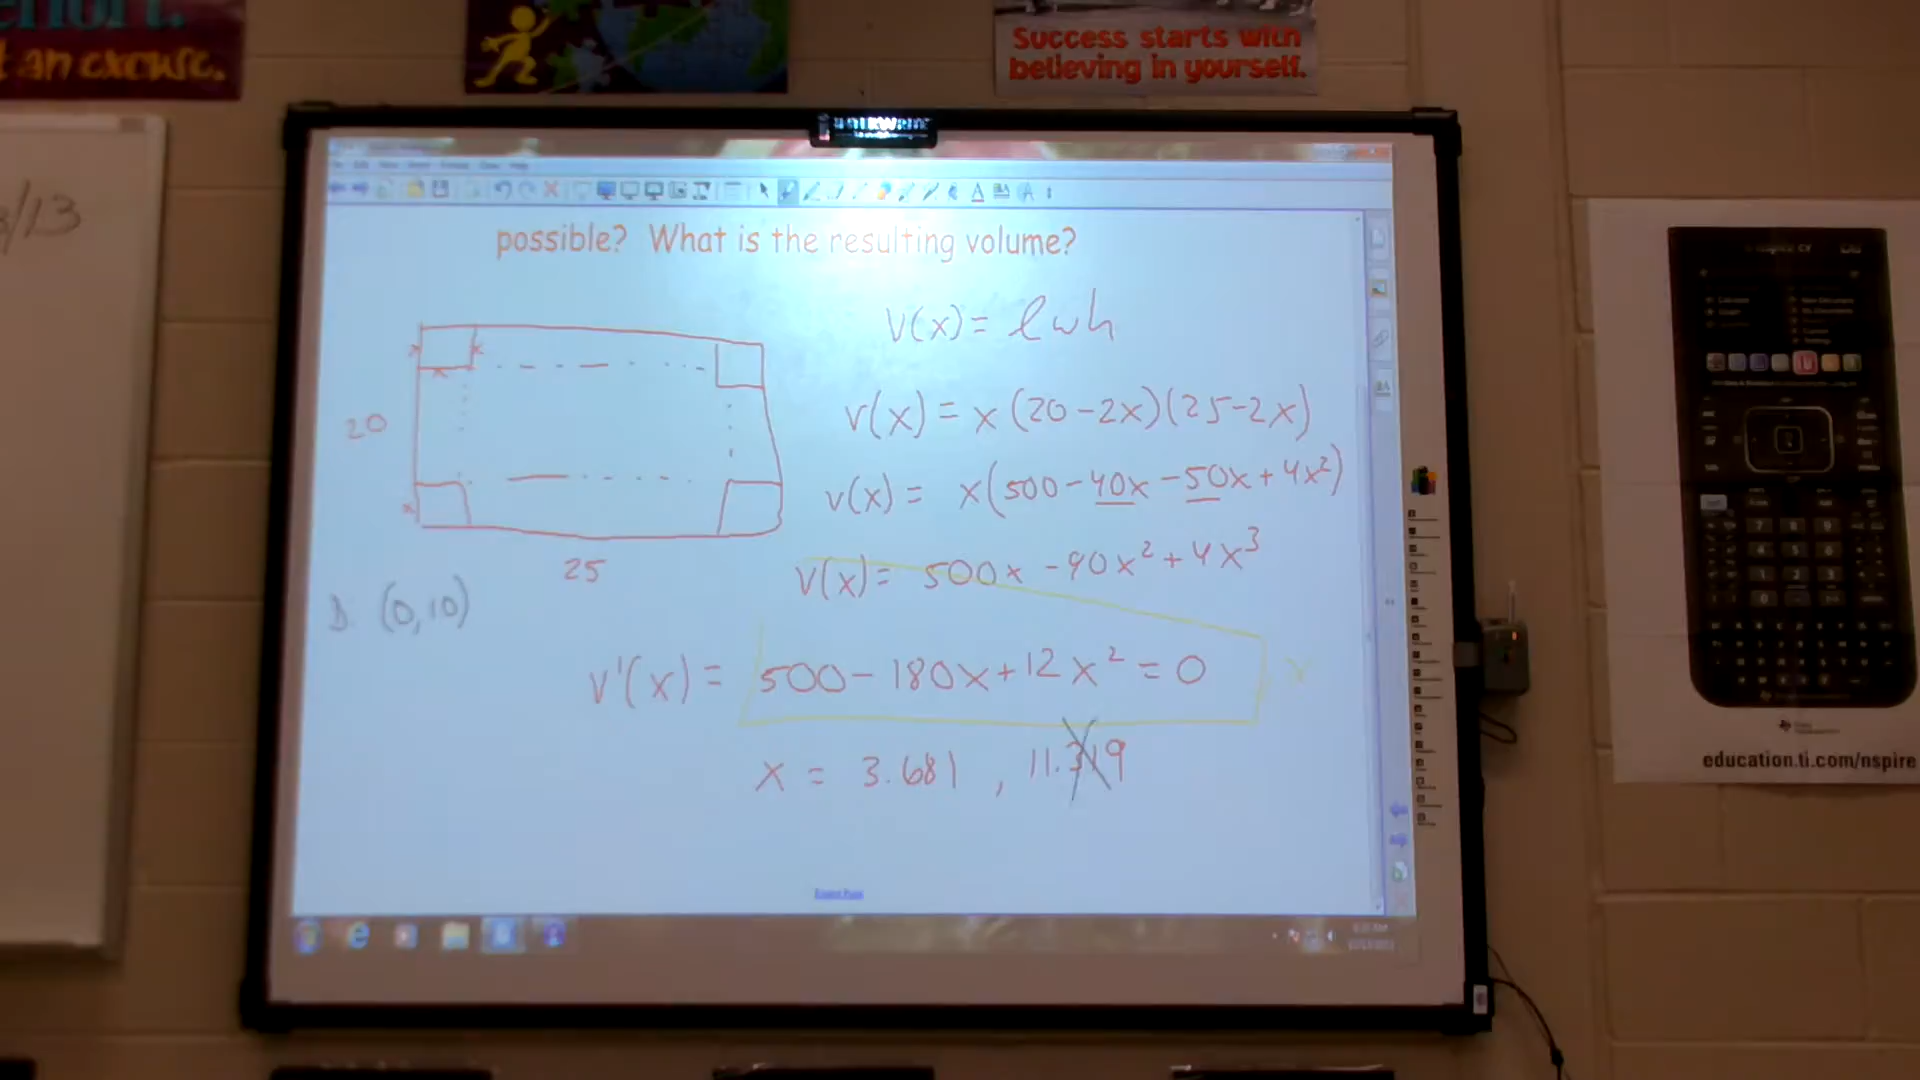 an excuse.
Success starts with
believing in yourself.
/13
possible? What is the resulting volume?
V(x) = lwh
x
x
x
20
v(x) = x(20-2x)(25-2x)
v(x) = x(500-40x-50x+4x²)
x
25
v(x) = 500x-90x²+4x³
D: (0,10)
v'(x) = 500-180x+12x²=0
x = 3.681, 11.319
education.ti.com/nspire